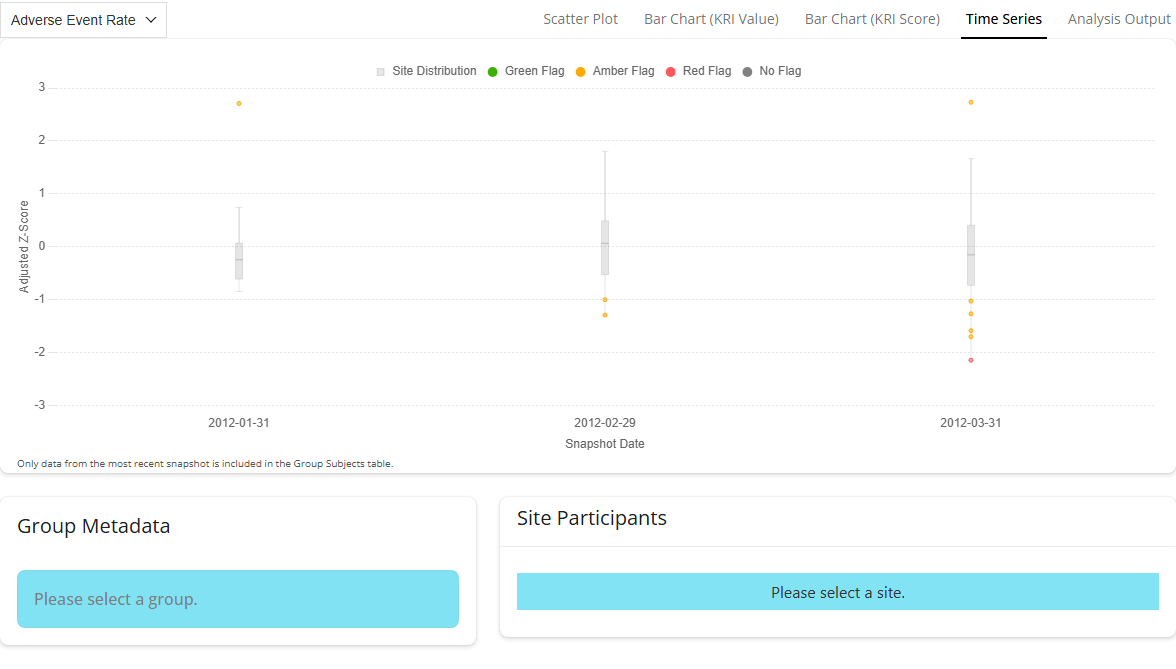 Adverse Event Rate
Scatter Plot Bar Chart (KRI Value) Bar Chart (KRI Score) Time Series Analysis Output
Site Distribution Green Flag Amber Flag Red Flag No Flag
3
2
1
0
-1
-2
-3
Adjusted Z-Score
2012-01-31 2012-02-29 2012-03-31
Snapshot Date
Only data from the most recent snapshot is included in the Group Subjects table.
Group Metadata
Please select a group.
Site Participants
Please select a site.